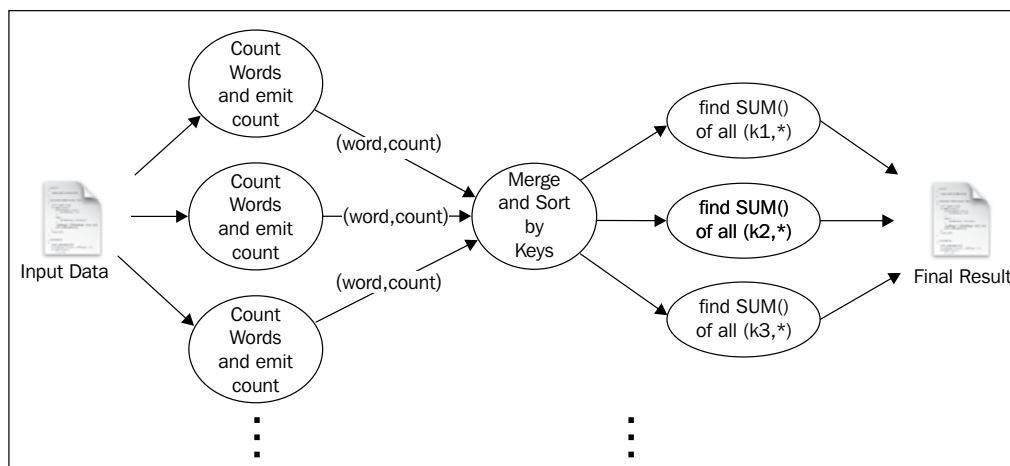 Count
Words
and emit
count
(word,count)
Count
Words
and emit
count
(word,count)
Count
Words
and emit
count
(word,count)
Input Data
Merge
and Sort
by
Keys
find SUM()
of all (k1,*)
find SUM()
of all (k2,*)
find SUM()
of all (k3,*)
Final Result